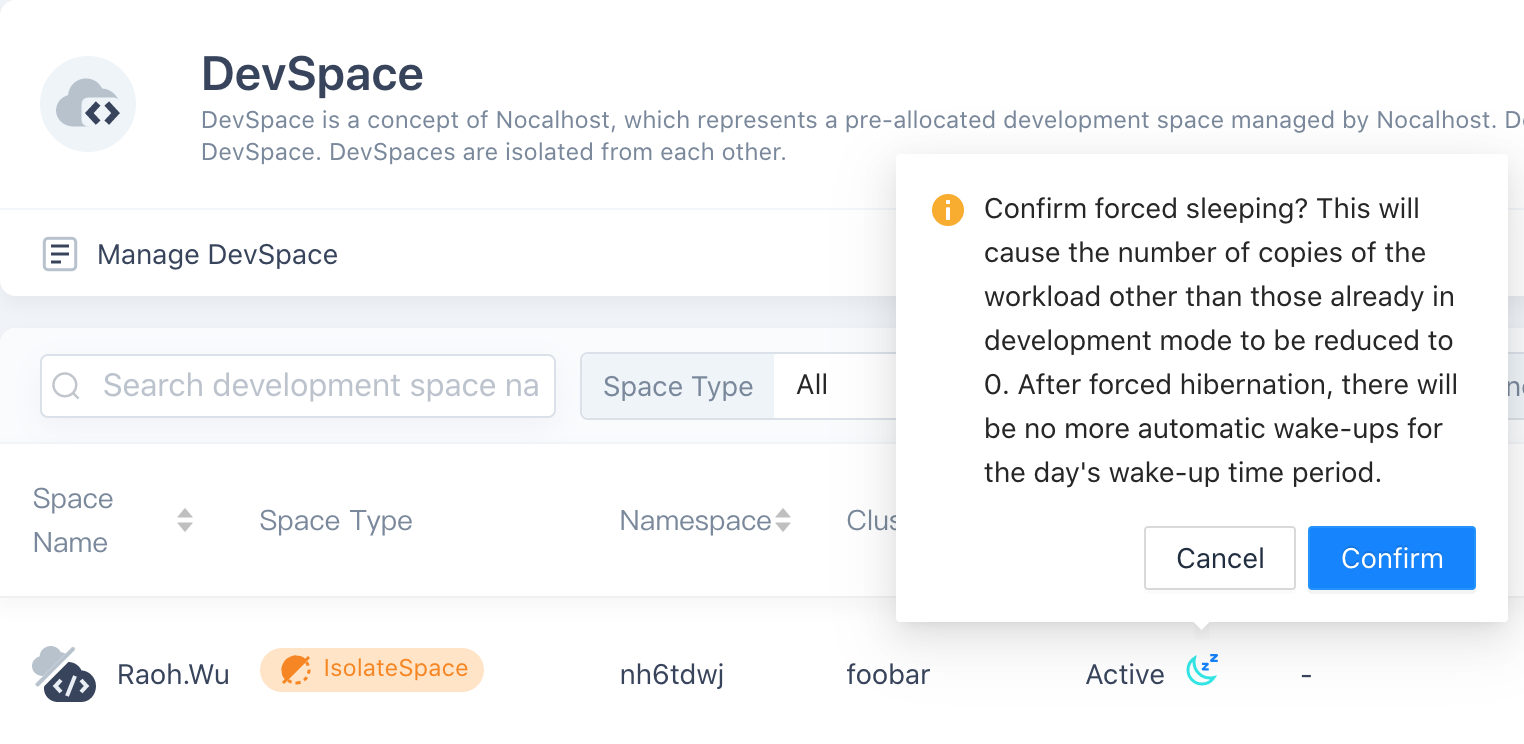 DevSpace
DevSpace is a concept of Nocalhost, which represents a pre-allocated development space managed by Nocalhost.
DevSpace. DevSpaces are isolated from each other.
Confirm forced sleeping? This will
cause the number of copies of the
workload other than those already in
development mode to be reduced to
0. After forced hibernation, there will
be no more automatic wake-ups for
the day's wake-up time period.
Cancel
Confirm
Manage DevSpace
Search development space na
Space Type
All
Space
Name
Space Type
Namespace
Raoh.Wu
IsolateSpace
nh6tdwj
foobar
Active
-